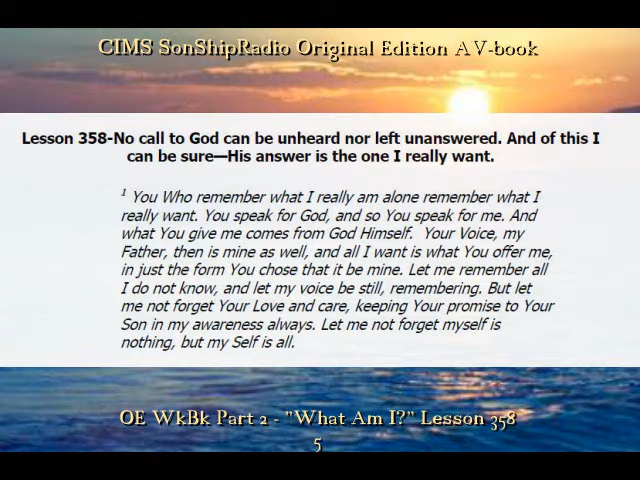 CIMS SonShipRadio Original Edition AV-book
Lesson 358-No call to God can be unheard nor left unanswered. And of this I
can be sure—His answer is the one I really want.
1 You Who remember what I really am alone remember what I
really want. You speak for God, and so You speak for me. And
what You give me comes from God Himself. Your Voice, my
Father, then is mine as well, and all I want is what You offer me,
in just the form You chose that it be mine. Let me remember all
I do not know, and let my voice be still, remembering. But let
me not forget Your Love and care, keeping Your promise to Your
Son in my awareness always. Let me not forget myself is
nothing, but my Self is all.
OE WkBk Part 2 - "What Am I?" Lesson 358
5